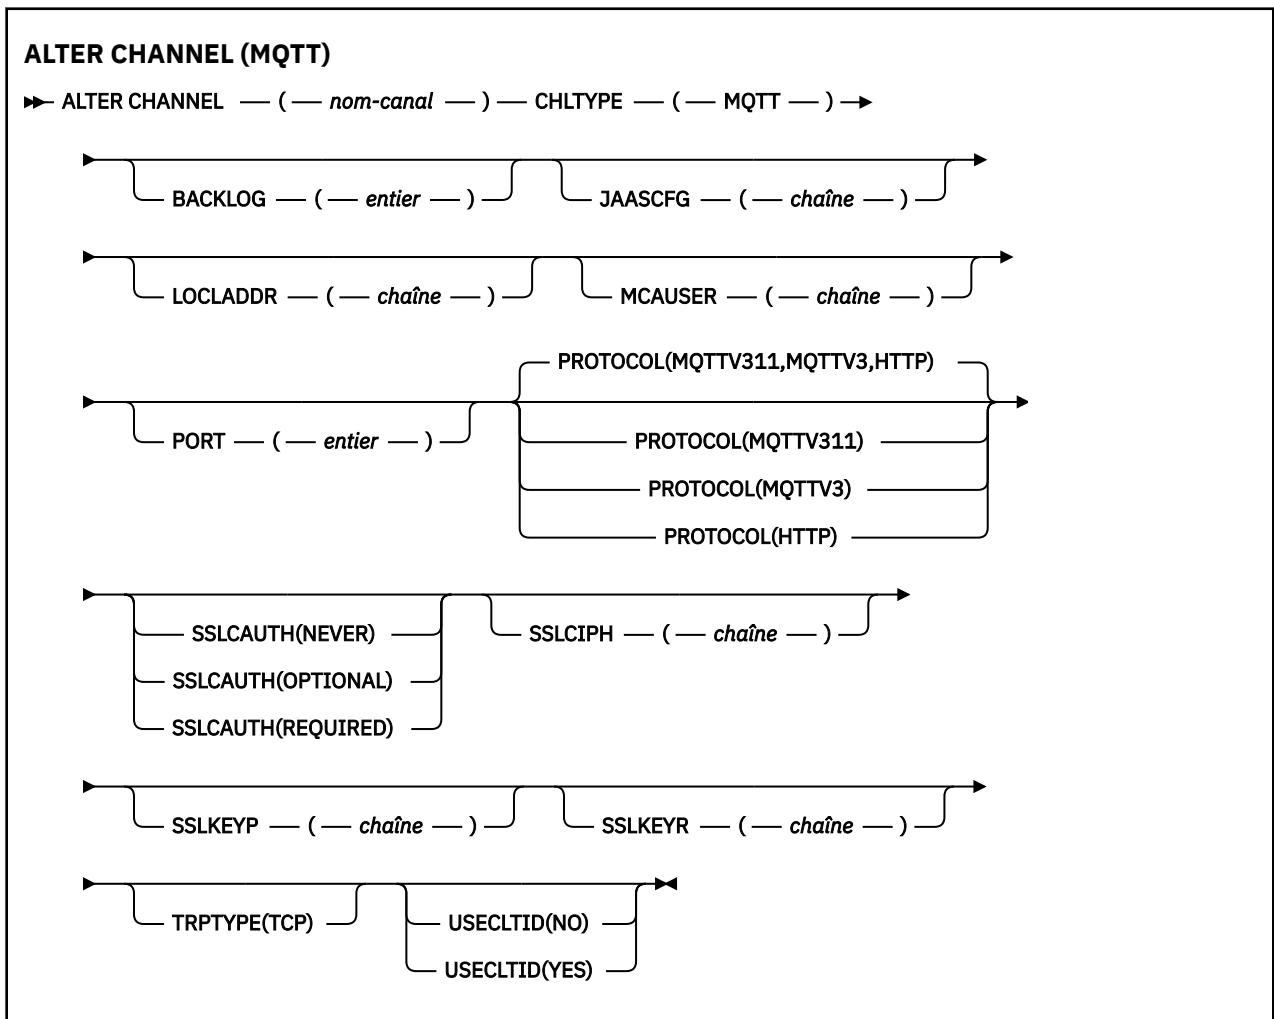 ALTER CHANNEL (MQTT)
ALTER CHANNEL ( nom-canal ) CHLTYPE ( MQTT )
BACKLOG ( entier ) JAASCFG ( chaîne )
LOCLADDR ( chaîne ) MCAUSER ( chaîne )
PROTOCOL(MQTTV311,MQTTV3,HTTP)
PORT ( entier ) PROTOCOL(MQTTV311)
PROTOCOL(MQTTV3)
PROTOCOL(HTTP)
SSLCAUTH(NEVER) SSLCIPH ( chaîne )
SSLCAUTH(OPTIONAL)
SSLCAUTH(REQUIRED)
SSLKEYP ( chaîne ) SSLKEYR ( chaîne )
TRPTYPE(TCP) USECLTID(NO)
USECLTID(YES)